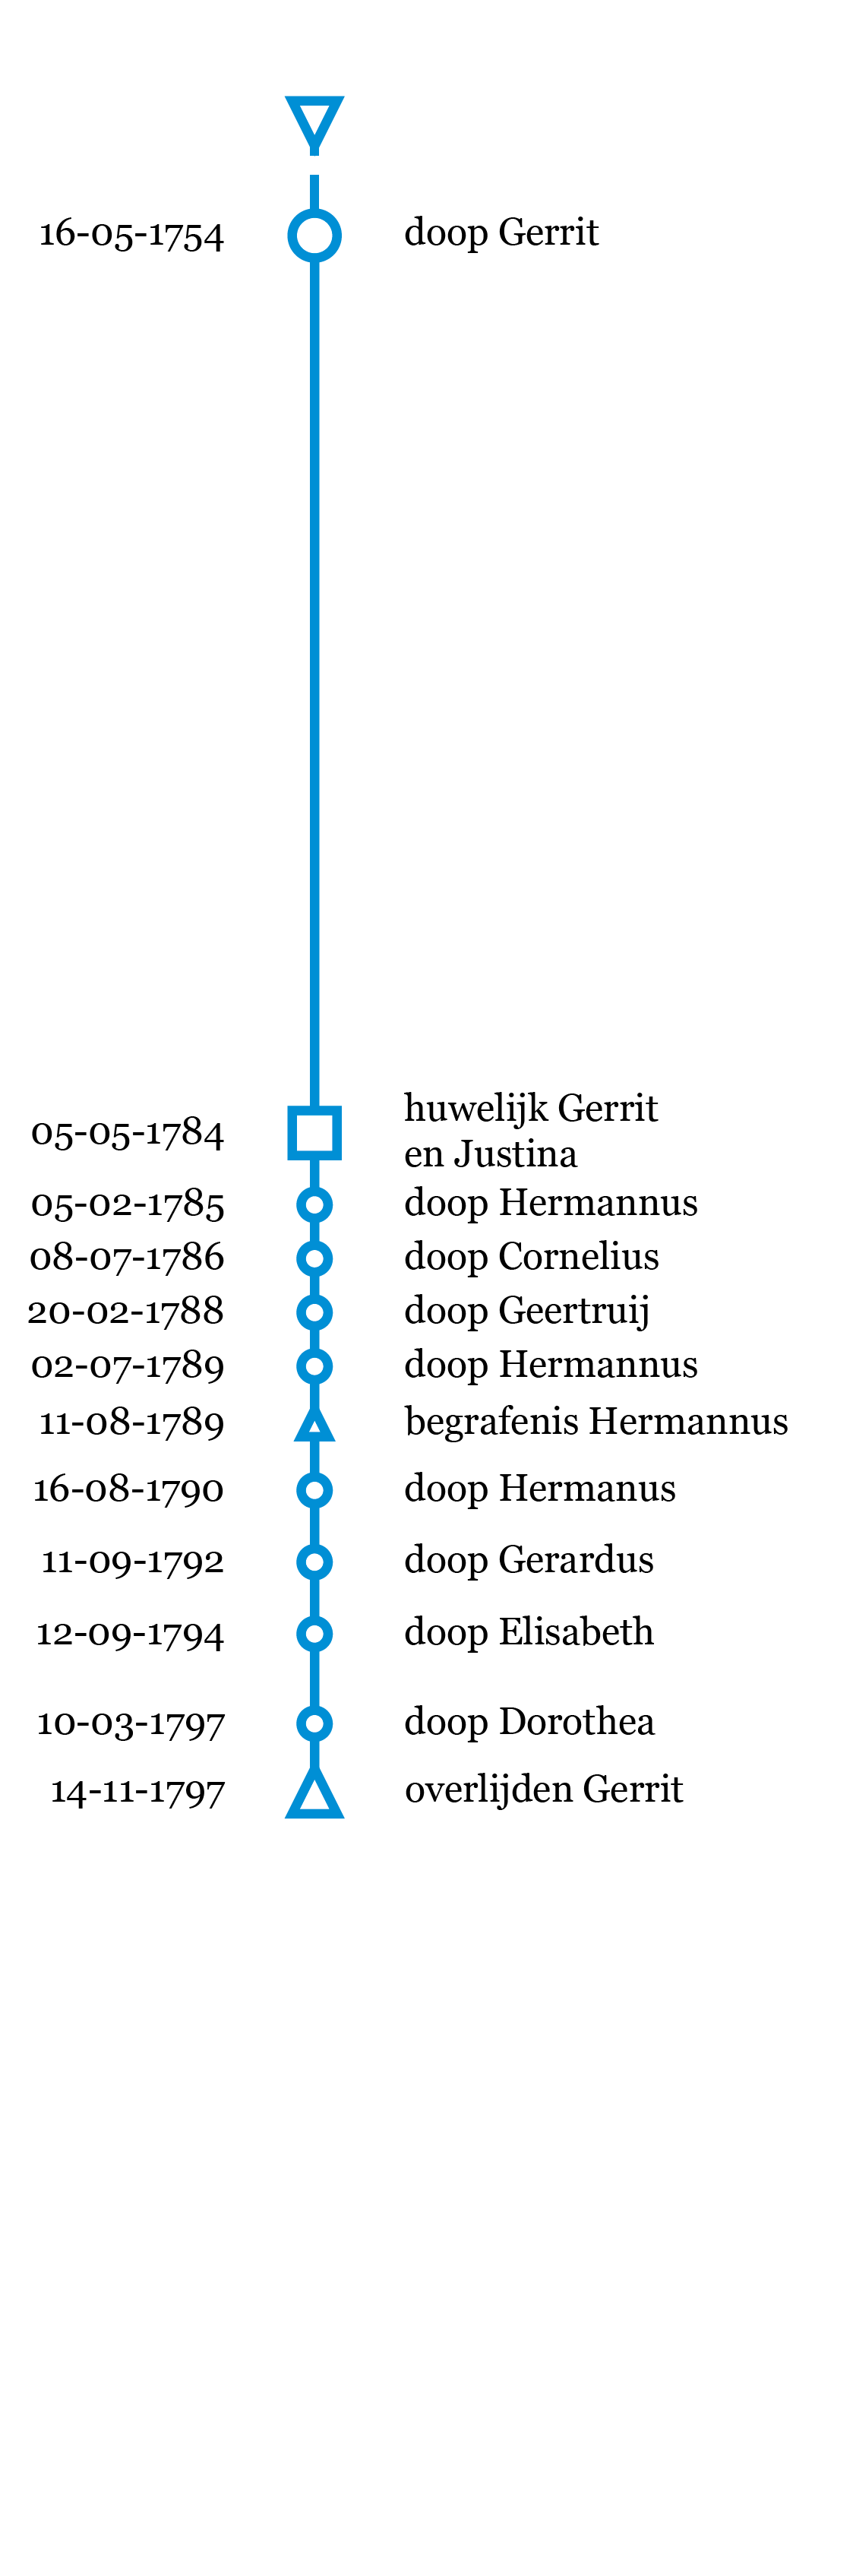 16-05-1754 doop Gerrit
05-05-1784 huwelijk Gerrit
en Justina
05-02-1785 doop Hermannus
08-07-1786 doop Cornelius
20-02-1788 doop Geertruij
02-07-1789 doop Hermannus
11-08-1789 begrafenis Hermannus
16-08-1790 doop Hermanus
11-09-1792 doop Gerardus
12-09-1794 doop Elisabeth
10-03-1797 doop Dorothea
14-11-1797 overlijden Gerrit